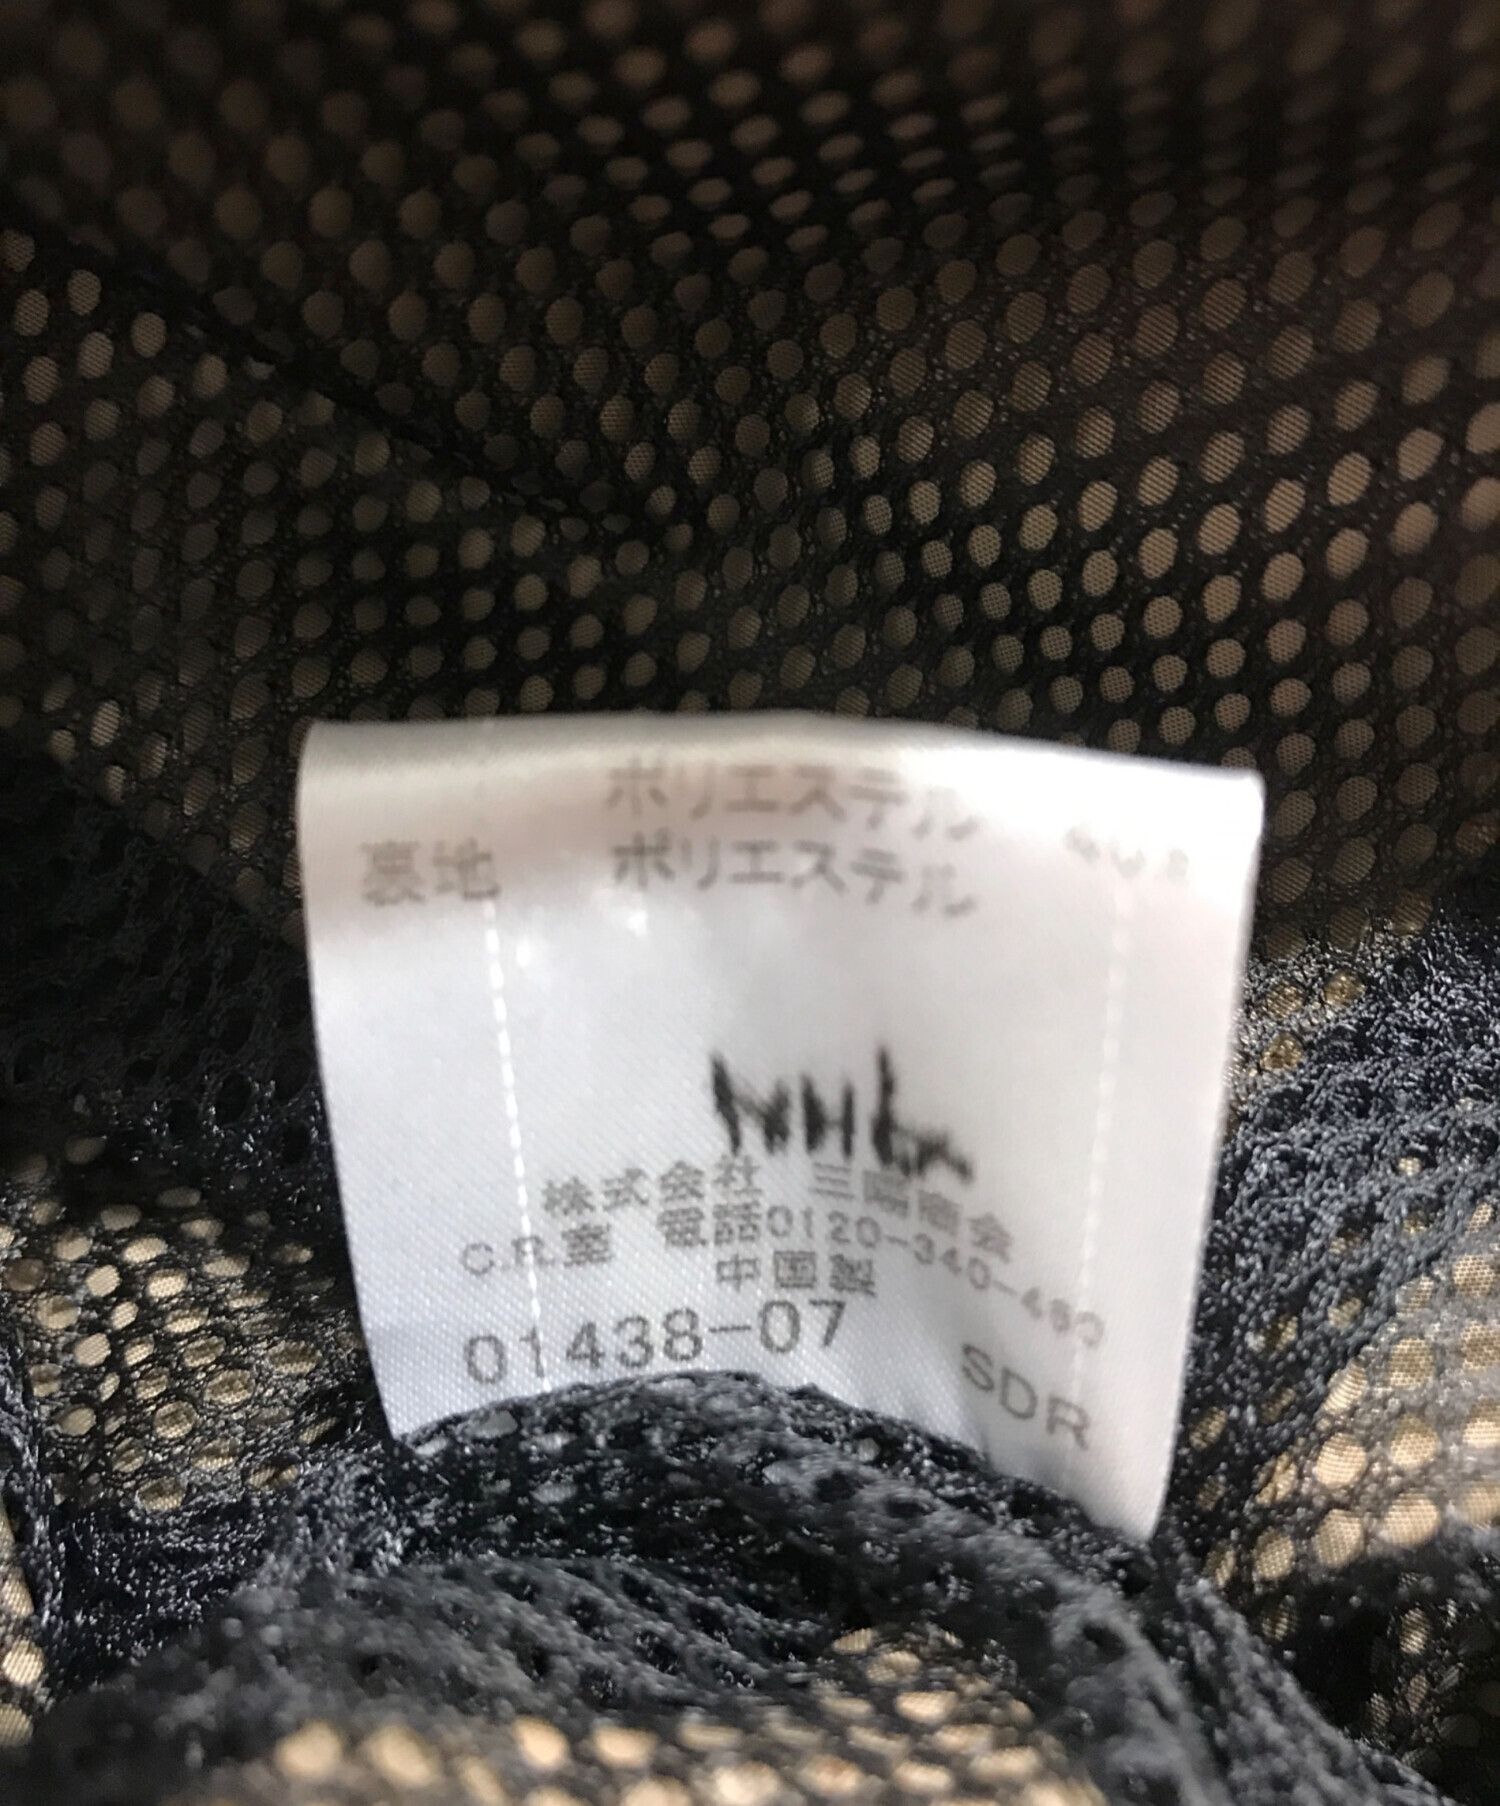 ポリエステル
裏地 ポリエステル
株式会社 三陽商会
C.R.室 電話0120-340-460
中国製
01438-07 SDR